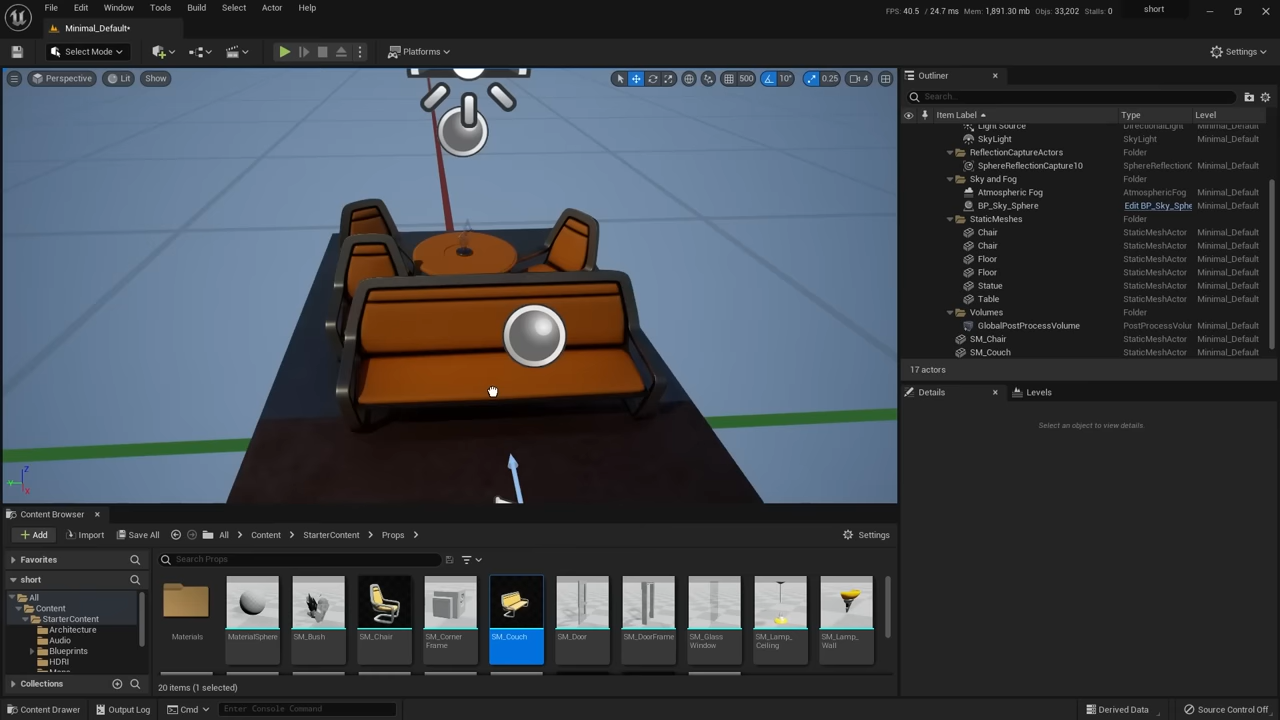 File Edit Window Tools Build Select Actor Help
FPS: 40.5 / 24.7 ms Mem: 1,891.30 mb Objs: 33,202 Stalls: 0 short
Minimal_Default•
Select Mode Platforms Settings
Perspective Lit Show 500 10° 0.25 4
Outliner
Search...
Item Label Type Level
Light Source DirectionalLight Minimal_Default
SkyLight SkyLight Minimal_Default
ReflectionCaptureActors Folder
SphereReflectionCapture10 SphereReflectionC Minimal_Default
Sky and Fog Folder
Atmospheric Fog AtmosphericFog Minimal_Default
BP_Sky_Sphere Edit BP_Sky_Sphe Minimal_Default
StaticMeshes Folder
Chair StaticMeshActor Minimal_Default
Chair StaticMeshActor Minimal_Default
Floor StaticMeshActor Minimal_Default
Floor StaticMeshActor Minimal_Default
Statue StaticMeshActor Minimal_Default
Table StaticMeshActor Minimal_Default
Volumes Folder
GlobalPostProcessVolume PostProcessVolur Minimal_Default
SM_Chair StaticMeshActor Minimal_Default
SM_Couch StaticMeshActor Minimal_Default
17 actors
Details Levels
Select an object to view details.
Z
Y
X
Content Browser
Add Import Save All All Content StarterContent Props Settings
Favorites
Search Props
short
All
Content
StarterContent
Architecture
Audio
Blueprints
HDRI
Collections
Materials
MaterialSphere
SM_Bush
SM_Chair
SM_Corner
Frame
SM_Couch
SM_Door
SM_DoorFrame
SM_Glass
Window
SM_Lamp_
Ceiling
SM_Lamp_
Wall
20 items (1 selected)
Content Drawer Output Log Cmd Enter Console Command Derived Data Source Control Off